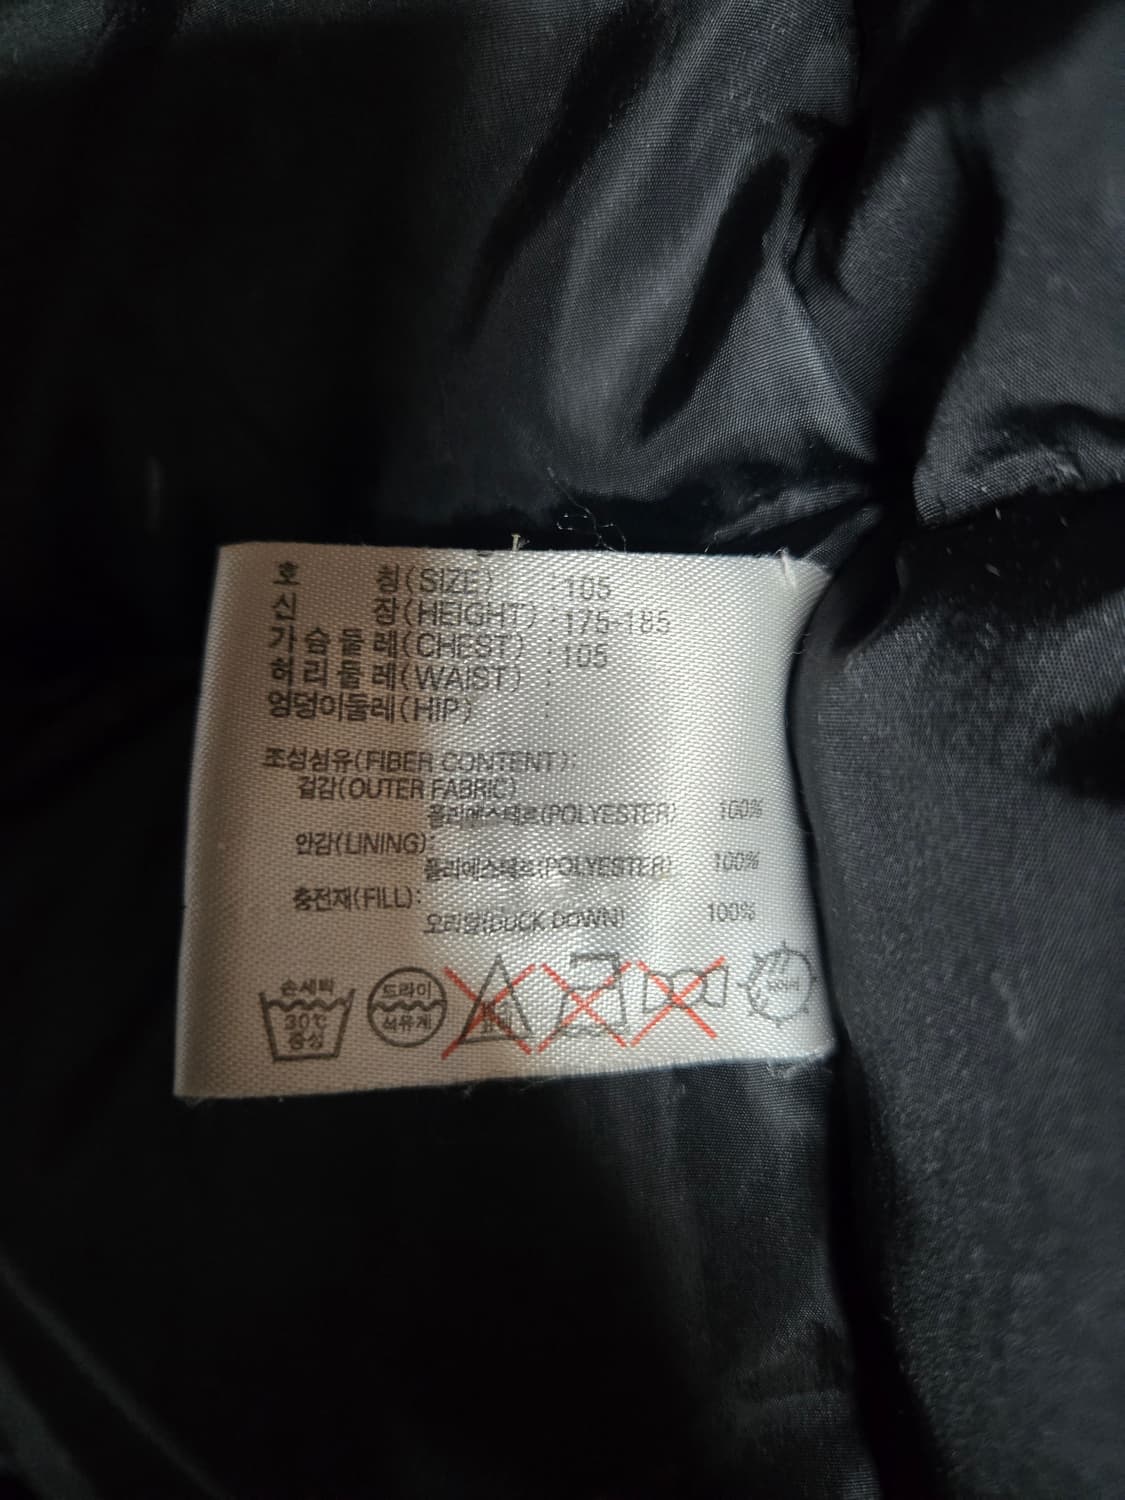 호 칭(SIZE) :105
신 장(HEIGHT) :175-185
가슴둘레(CHEST) :105
허리둘레(WAIST) :
엉덩이둘레(HIP) :
조성섬유(FIBER CONTENT):
겉감(OUTER FABRIC)
폴리에스테르(POLYESTER) 100%
안감(LINING):
폴리에스테르(POLYESTER) 100%
충전재(FILL):
오리털(DUCK DOWN) 100%
손세탁
30℃
중성
드라이
석유계